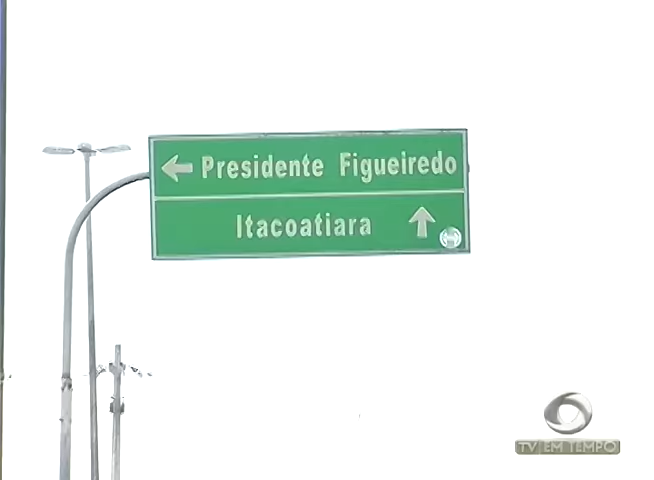 ← Presidente Figueiredo
Itacoatiara ↑
TV EM TEMPO